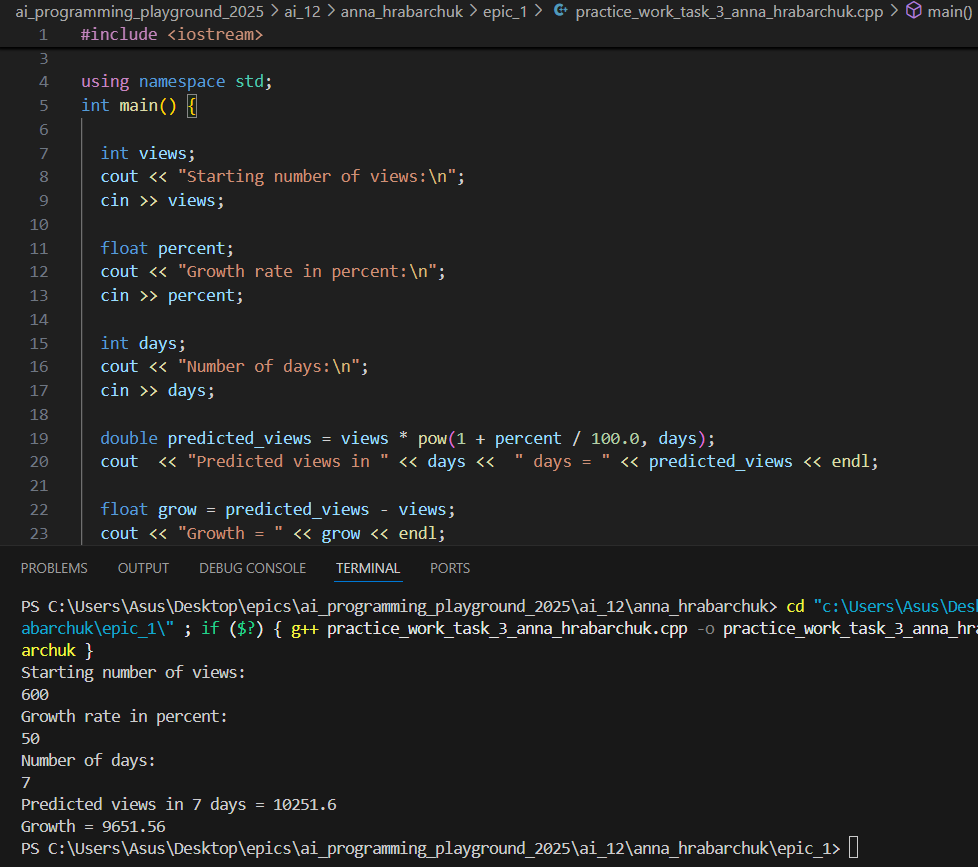 ai_programming_playground_2025 > ai_12 > anna_hrabarchuk > epic_1 > practice_work_task_3_anna_hrabarchuk.cpp > main()
1 #include <iostream>
3
4 using namespace std;
5 int main() {
6
7 int views;
8 cout << "Starting number of views:\n";
9 cin >> views;
10
11 float percent;
12 cout << "Growth rate in percent:\n";
13 cin >> percent;
14
15 int days;
16 cout << "Number of days:\n";
17 cin >> days;
18
19 double predicted_views = views * pow(1 + percent / 100.0, days);
20 cout  << "Predicted views in " << days <<  " days = " << predicted_views << endl;
21
22 float grow = predicted_views - views;
23 cout << "Growth = " << grow << endl;
PROBLEMS OUTPUT DEBUG CONSOLE TERMINAL PORTS
PS C:\Users\Asus\Desktop\epics\ai_programming_playground_2025\ai_12\anna_hrabarchuk> cd "c:\Users\Asus\Des
abarchuk\epic_1\" ; if ($?) { g++ practice_work_task_3_anna_hrabarchuk.cpp -o practice_work_task_3_anna_hra
archuk }
Starting number of views:
600
Growth rate in percent:
50
Number of days:
7
Predicted views in 7 days = 10251.6
Growth = 9651.56
PS C:\Users\Asus\Desktop\epics\ai_programming_playground_2025\ai_12\anna_hrabarchuk\epic_1>